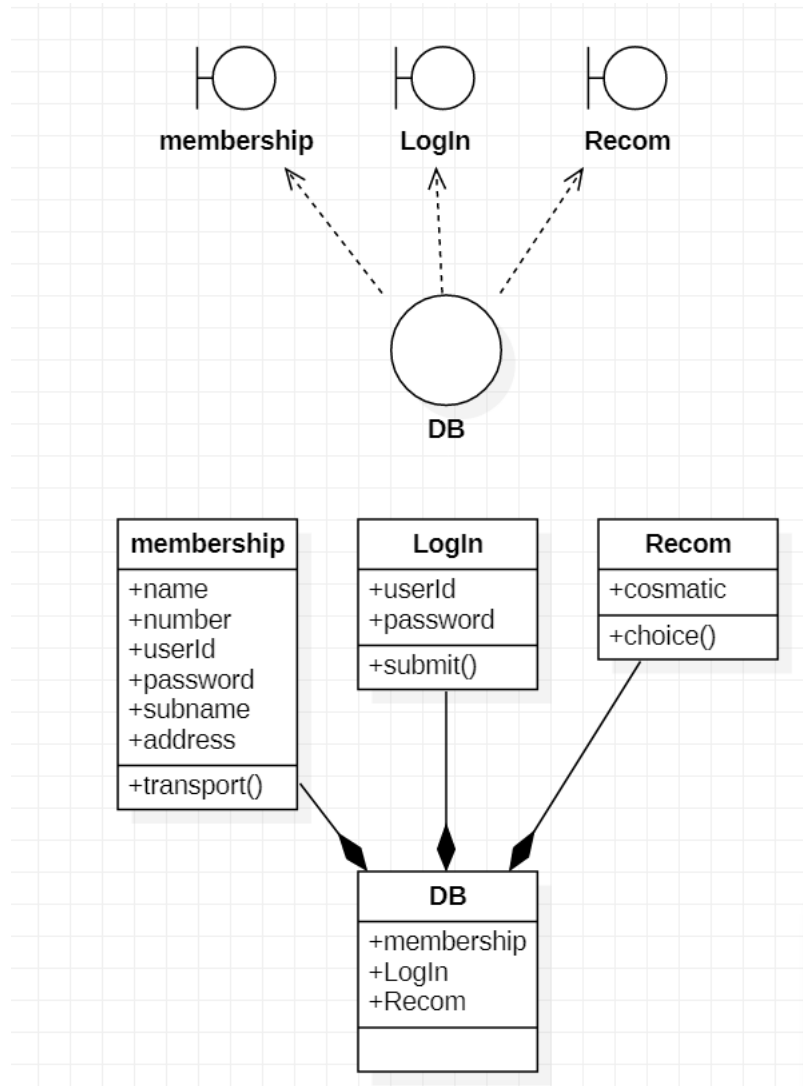 membership
LogIn
Recom
DB
membership
+name
+number
+userId
+password
+subname
+address
+transport()
LogIn
+userId
+password
+submit()
Recom
+cosmatic
+choice()
DB
+membership
+LogIn
+Recom